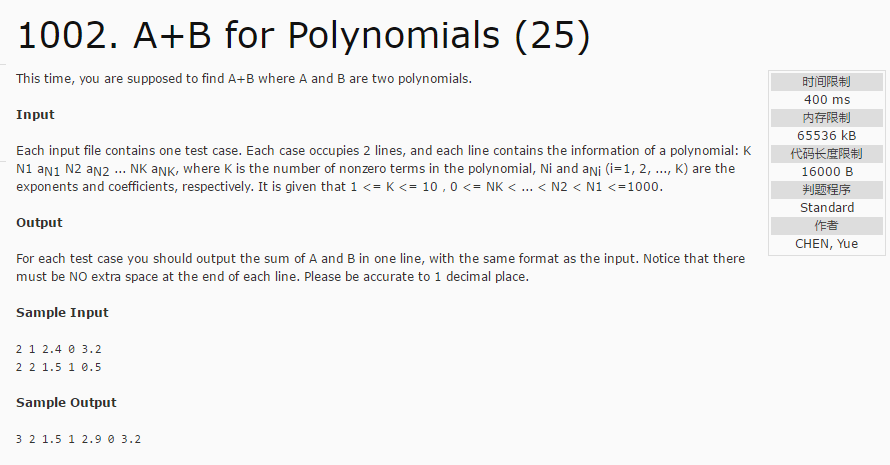 1002. A+B for Polynomials (25)
This time, you are supposed to find A+B where A and B are two polynomials.
Input
Each input file contains one test case. Each case occupies 2 lines, and each line contains the information of a polynomial: K
N1 aN1 N2 aN2 ... NK aNK, where K is the number of nonzero terms in the polynomial, Ni and aNi (i=1, 2, ..., K) are the
exponents and coefficients, respectively. It is given that 1 <= K <= 10 , 0 <= NK < ... < N2 < N1 <=1000.
Output
For each test case you should output the sum of A and B in one line, with the same format as the input. Notice that there
must be NO extra space at the end of each line. Please be accurate to 1 decimal place.
Sample Input
2 1 2.4 0 3.2
2 2 1.5 1 0.5
Sample Output
3 2 1.5 1 2.9 0 3.2
时间限制
400 ms
内存限制
65536 kB
代码长度限制
16000 B
判题程序
Standard
作者
CHEN, Yue